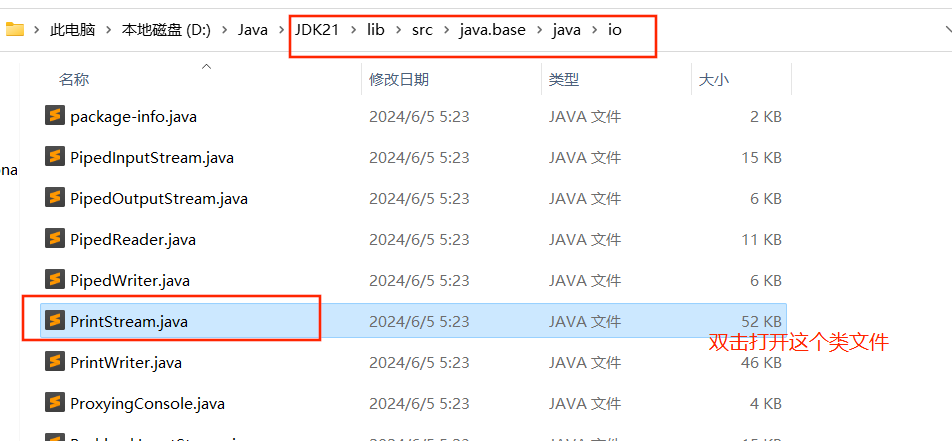 此电脑 > 本地磁盘 (D:) > Java > JDK21 > lib > src > java.base > java > io
名称 修改日期 类型 大小
package-info.java 2024/6/5 5:23 JAVA 文件 2 KB
PipedInputStream.java 2024/6/5 5:23 JAVA 文件 15 KB
na
PipedOutputStream.java 2024/6/5 5:23 JAVA 文件 6 KB
PipedReader.java 2024/6/5 5:23 JAVA 文件 11 KB
PipedWriter.java 2024/6/5 5:23 JAVA 文件 6 KB
PrintStream.java 2024/6/5 5:23 JAVA 文件 52 KB
双击打开这个类文件
PrintWriter.java 2024/6/5 5:23 JAVA 文件 46 KB
ProxyingConsole.java 2024/6/5 5:23 JAVA 文件 4 KB